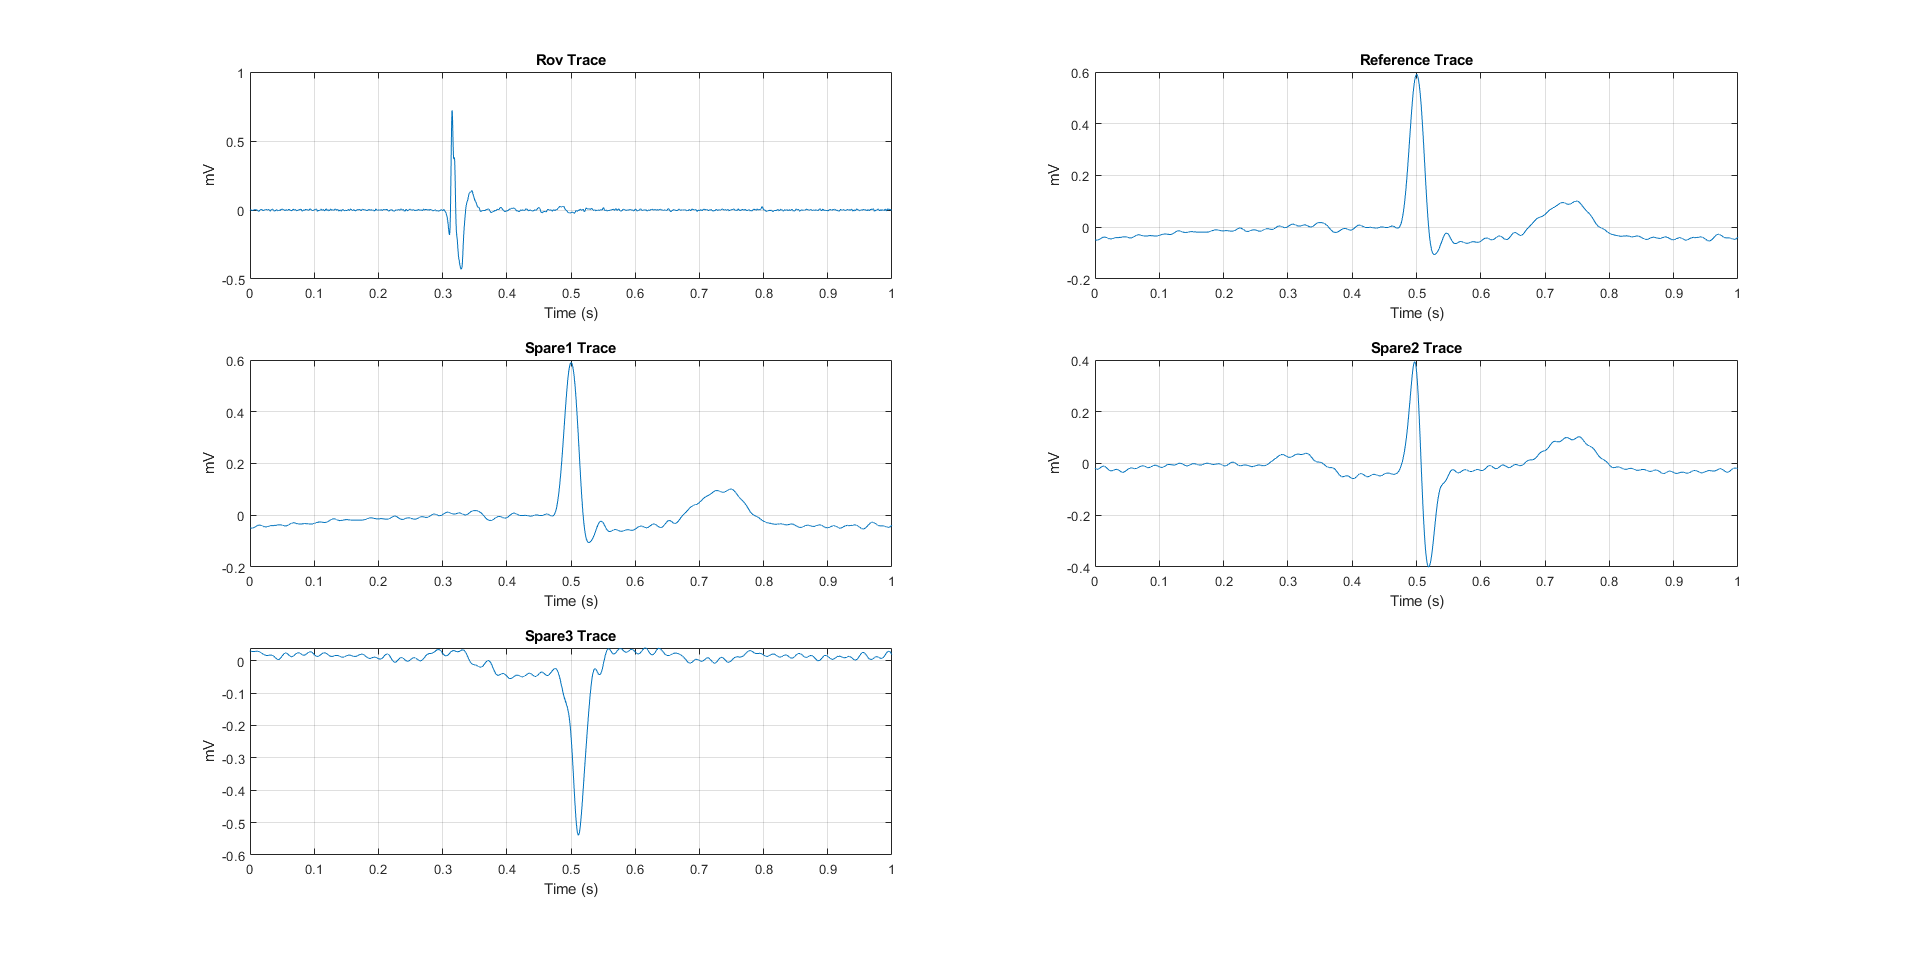 Rov Trace
1
0.5
0
-0.5
mV
0 0.1 0.2 0.3 0.4 0.5 0.6 0.7 0.8 0.9 1
Time (s)
Reference Trace
0.6
0.4
0.2
0
-0.2
mV
0 0.1 0.2 0.3 0.4 0.5 0.6 0.7 0.8 0.9 1
Time (s)
Spare1 Trace
0.6
0.4
0.2
0
-0.2
mV
0 0.1 0.2 0.3 0.4 0.5 0.6 0.7 0.8 0.9 1
Time (s)
Spare2 Trace
0.4
0.2
0
-0.2
-0.4
mV
0 0.1 0.2 0.3 0.4 0.5 0.6 0.7 0.8 0.9 1
Time (s)
Spare3 Trace
0
-0.1
-0.2
-0.3
-0.4
-0.5
-0.6
mV
0 0.1 0.2 0.3 0.4 0.5 0.6 0.7 0.8 0.9 1
Time (s)